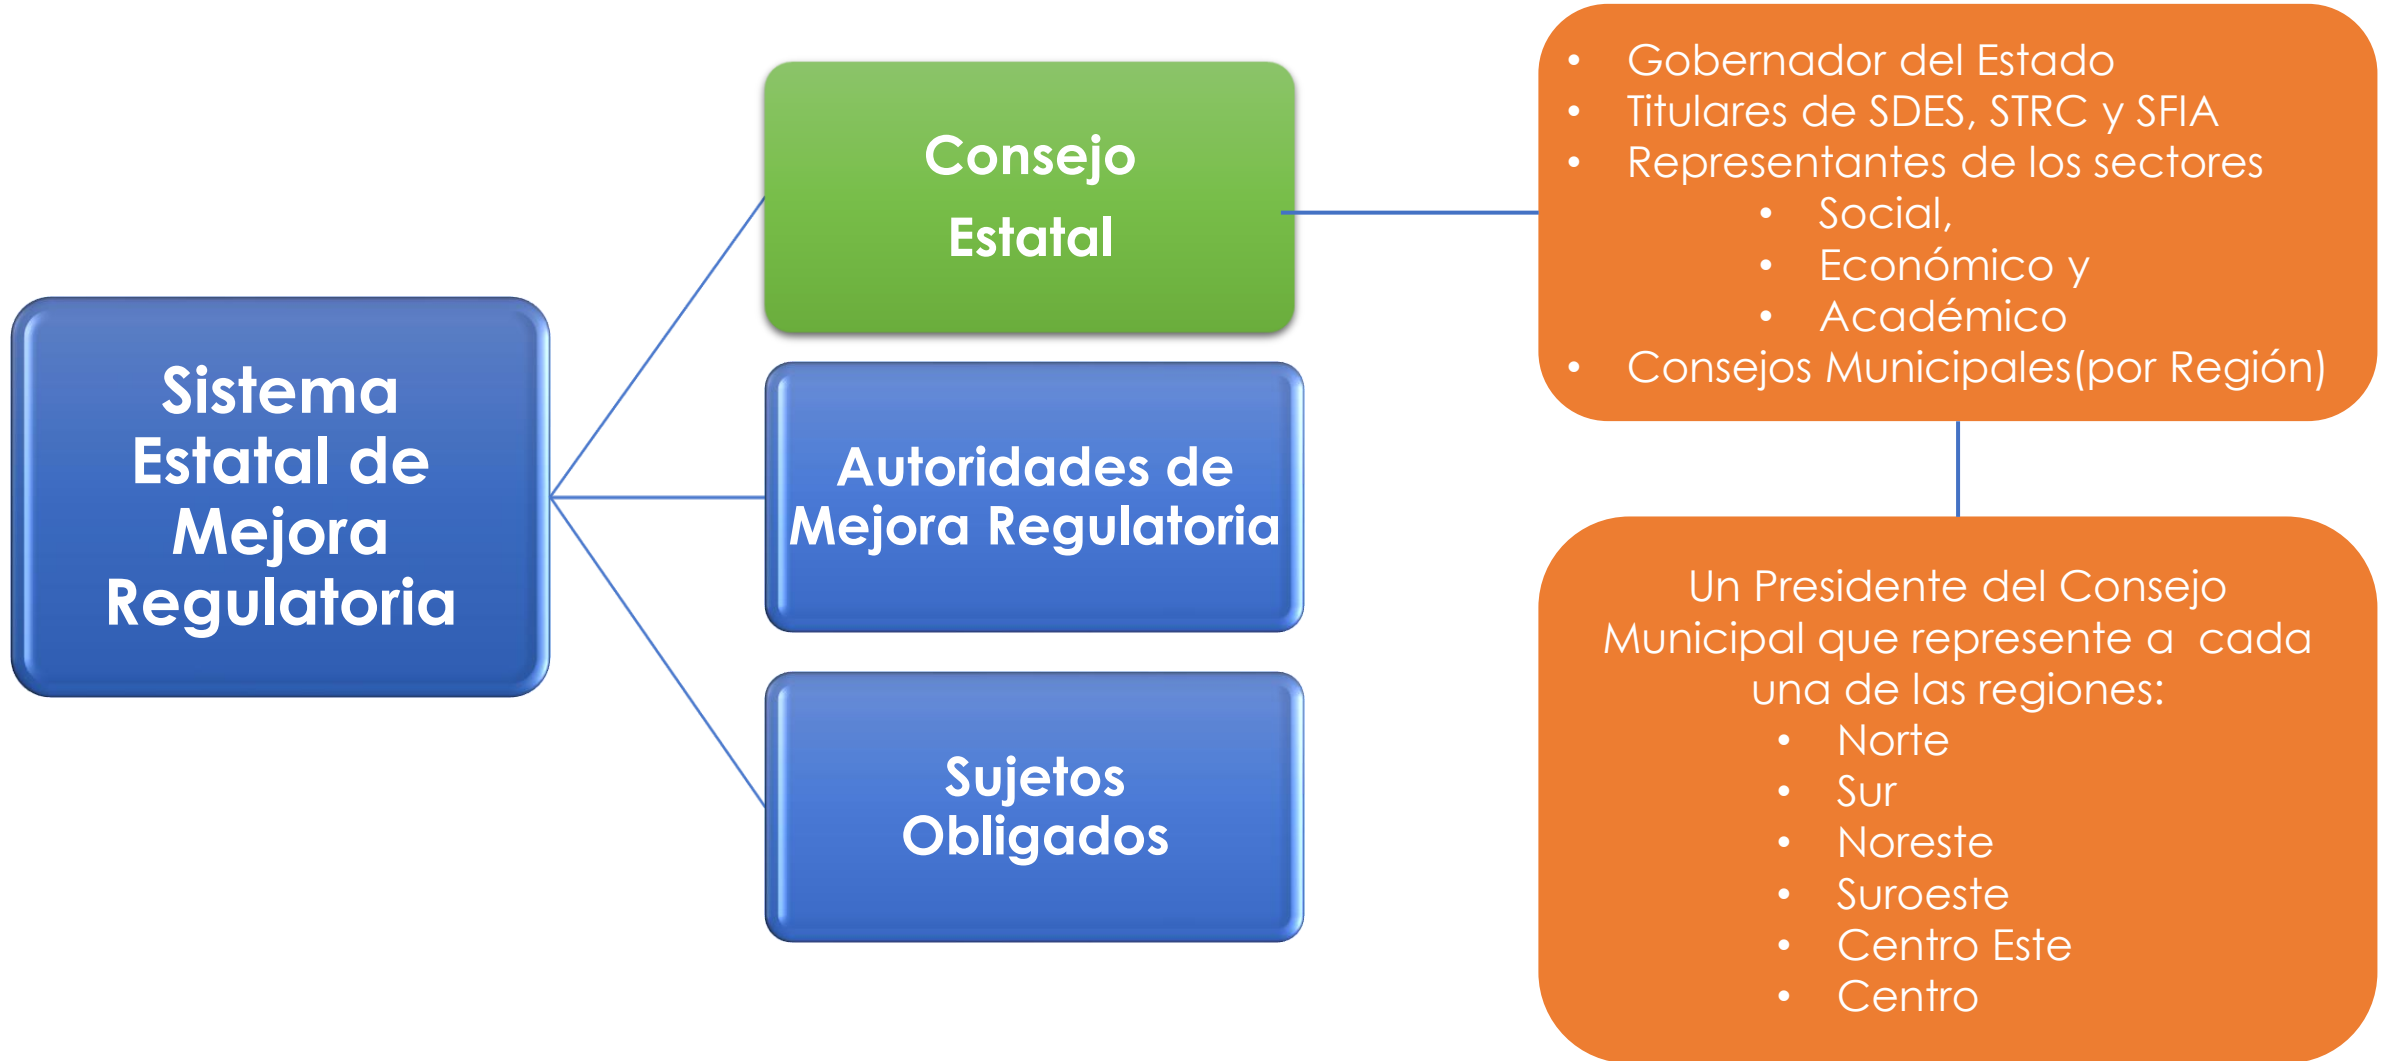 Sistema
Estatal de
Mejora
Regulatoria
Consejo
Estatal
Autoridades de
Mejora Regulatoria
Sujetos
Obligados
• Gobernador del Estado
• Titulares de SDES, STRC y SFIA
• Representantes de los sectores
• Social,
• Económico y
• Académico
• Consejos Municipales(por Región)
Un Presidente del Consejo
Municipal que represente a cada
una de las regiones:
• Norte
• Sur
• Noreste
• Suroeste
• Centro Este
• Centro